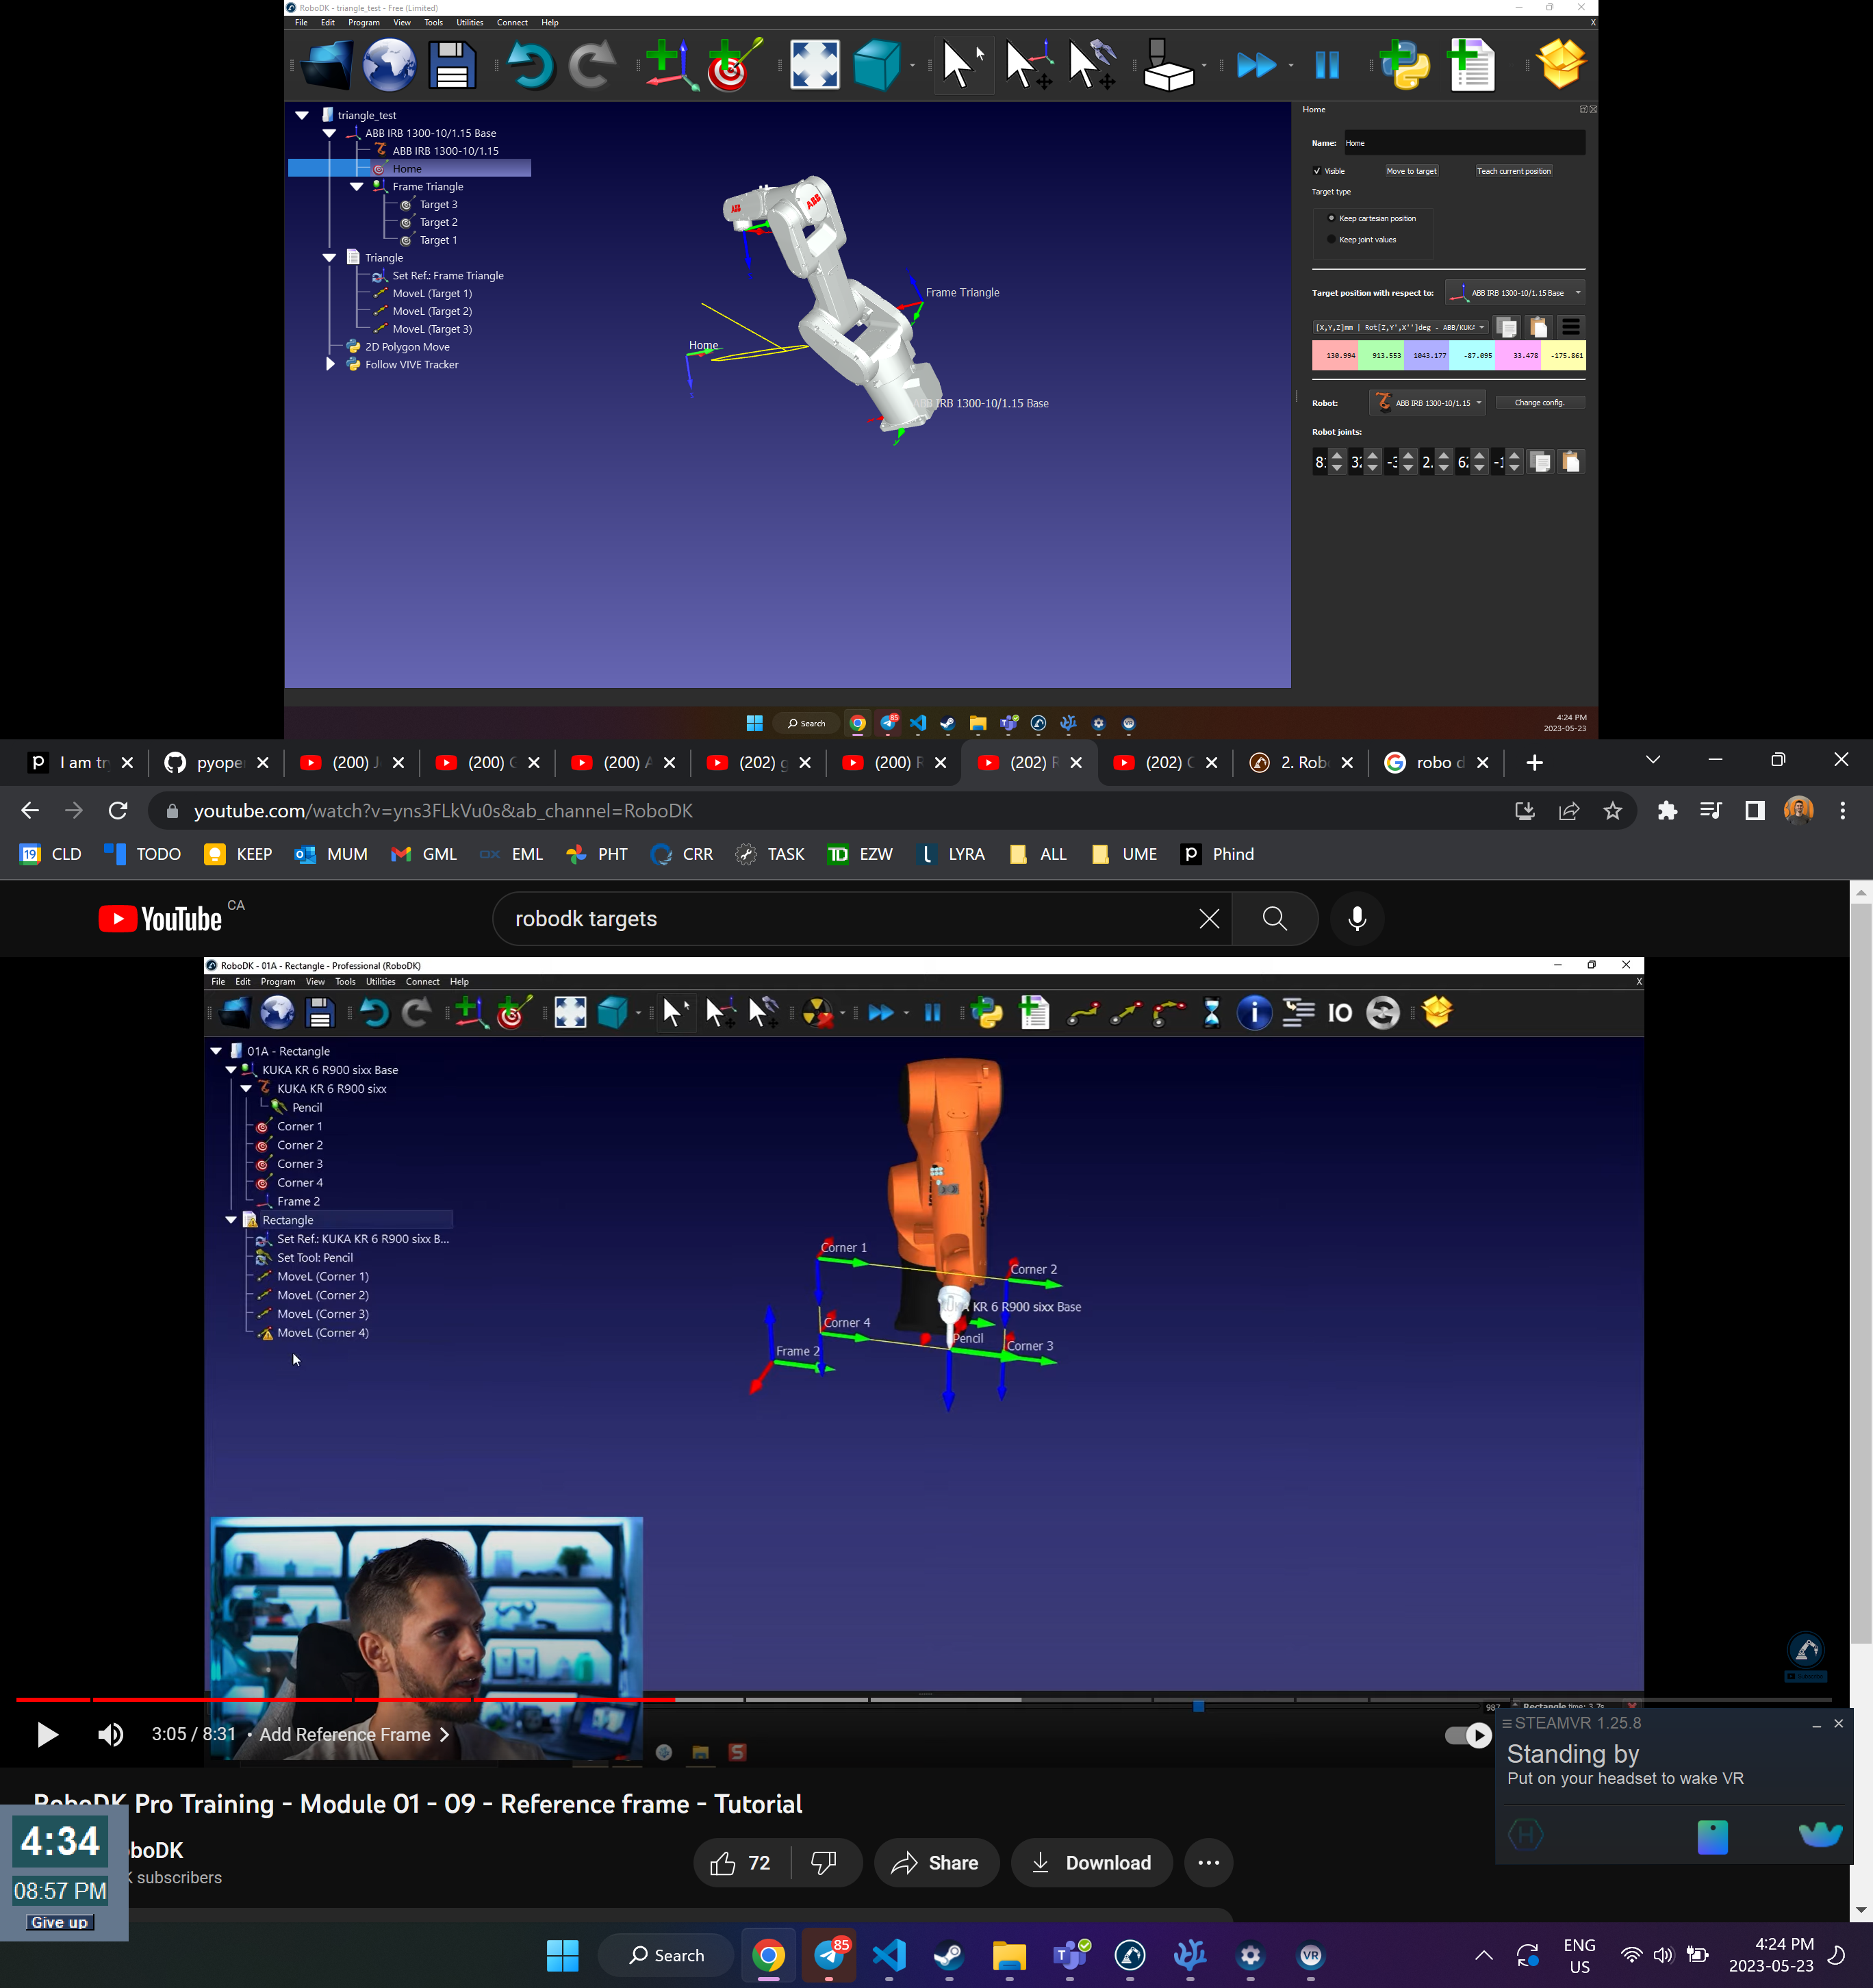 RoboDK - triangle_test - Free (Limited)
File Edit Program View Tools Utilities Connect Help X
triangle_test
ABB IRB 1300-10/1.15 Base
ABB IRB 1300-10/1.15
Home
Frame Triangle
Target 3
Target 2
Target 1
Triangle
Set Ref.: Frame Triangle
MoveL (Target 1)
MoveL (Target 2)
MoveL (Target 3)
2D Polygon Move
Follow VIVE Tracker
ABB
ABB
Frame Triangle
Home
ABB IRB 1300-10/1.15 Base
Home
Name: Home
Visible Move to target Teach current position
Target type
Keep cartesian position
Keep joint values
Target position with respect to: ABB IRB 1300-10/1.15 Base
[X,Y,Z]mm | Rot[Z,Y',X'']deg - ABB/KUK
130.994 913.553 1043.177 -87.095 33.478 -175.861
Robot: ABB IRB 1300-10/1.15 Change config.
Robot joints:
Search 85
4:24 PM
2023-05-23
I am tr pyope (200) J (200) C (200) A (202) g (200) F (202) F (202) C 2. Rob robo d
youtube.com/watch?v=yns3FLkVu0s&ab_channel=RoboDK
19 CLD TODO KEEP MUM GML EML PHT CRR TASK TD EZW LYRA ALL UME Phind
YouTube CA
robodk targets
RoboDK - 01A - Rectangle - Professional (RoboDK)
File Edit Program View Tools Utilities Connect Help X
IO
01A - Rectangle
KUKA KR 6 R900 sixx Base
KUKA KR 6 R900 sixx
Pencil
Corner 1
Corner 2
Corner 3
Corner 4
Frame 2
Rectangle
Set Ref.: KUKA KR 6 R900 sixx B...
Set Tool: Pencil
MoveL (Corner 1)
MoveL (Corner 2)
MoveL (Corner 3)
MoveL (Corner 4)
KUKA
Corner 1
Corner 2
KR 6 R900 sixx Base
Corner 4
Pencil
Corner 3
Frame 2
3:05 / 8:31 • Add Reference Frame
STEAMVR 1.25.8
Standing by
Put on your headset to wake VR
RoboDK Pro Training - Module 01 - 09 - Reference frame - Tutorial
boDK
subscribers
72 Share Download
4:34
08:57 PM
Give up
Search 85
VR
ENG
US
4:24 PM
2023-05-23